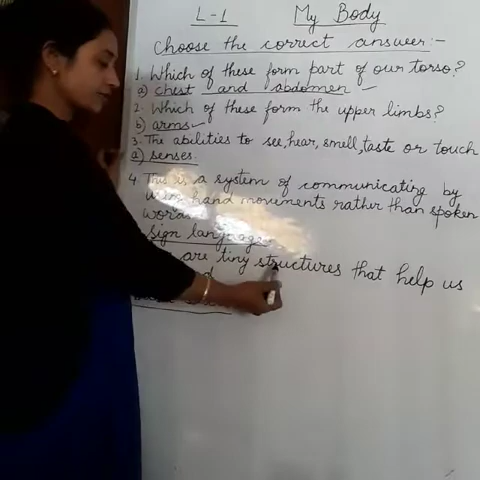 L-1 My Body
Choose the correct answer:-
1. Which of these form part of our torso?
a) chest and abdomen
2. Which of these form the upper limbs?
b) arms
3. The abilities to see, hear, smell, taste or touch
a) senses.
4. This is a system of communicating by
hand movements rather than spoken
Sign language
are tiny structures that help us